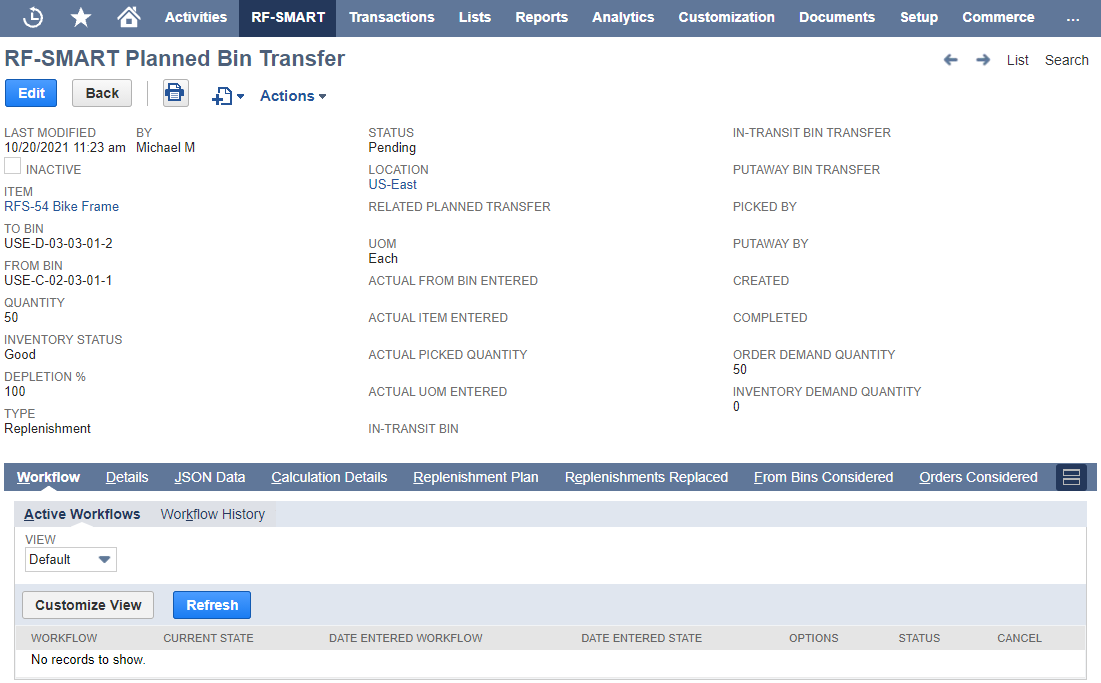 Activities RF-SMART Transactions Lists Reports Analytics Customization Documents Setup Commerce ...
RF-SMART Planned Bin Transfer
List Search
Edit Back Actions
LAST MODIFIED BY
10/20/2021 11:23 am Michael M
INACTIVE
ITEM
RFS-54 Bike Frame
TO BIN
USE-D-03-03-01-2
FROM BIN
USE-C-02-03-01-1
QUANTITY
50
INVENTORY STATUS
Good
DEPLETION %
100
TYPE
Replenishment
STATUS
Pending
LOCATION
US-East
RELATED PLANNED TRANSFER
UOM
Each
ACTUAL FROM BIN ENTERED
ACTUAL ITEM ENTERED
ACTUAL PICKED QUANTITY
ACTUAL UOM ENTERED
IN-TRANSIT BIN
IN-TRANSIT BIN TRANSFER
PUTAWAY BIN TRANSFER
PICKED BY
PUTAWAY BY
CREATED
COMPLETED
ORDER DEMAND QUANTITY
50
INVENTORY DEMAND QUANTITY
0
Workflow Details JSON Data Calculation Details Replenishment Plan Replenishments Replaced From Bins Considered Orders Considered
Active Workflows Workflow History
VIEW
Default
Customize View Refresh
WORKFLOW CURRENT STATE DATE ENTERED WORKFLOW DATE ENTERED STATE OPTIONS STATUS CANCEL
No records to show.